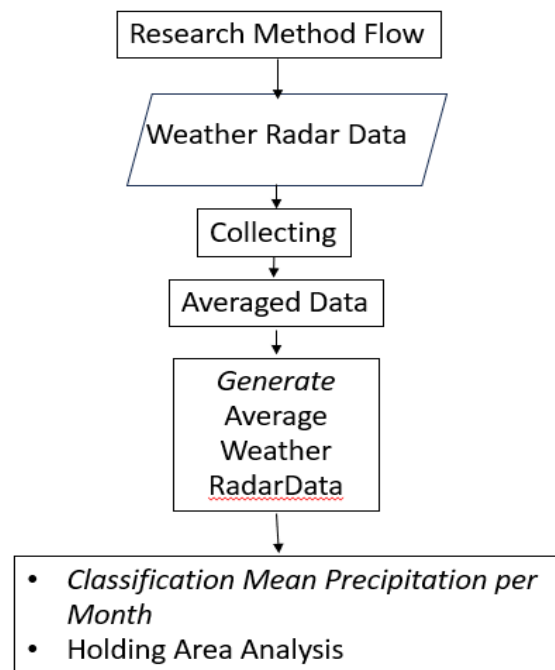 Research Method Flow
Weather Radar Data
Collecting
Averaged Data
Generate
Average
Weather
RadarData
• Classification Mean Precipitation per
Month
• Holding Area Analysis